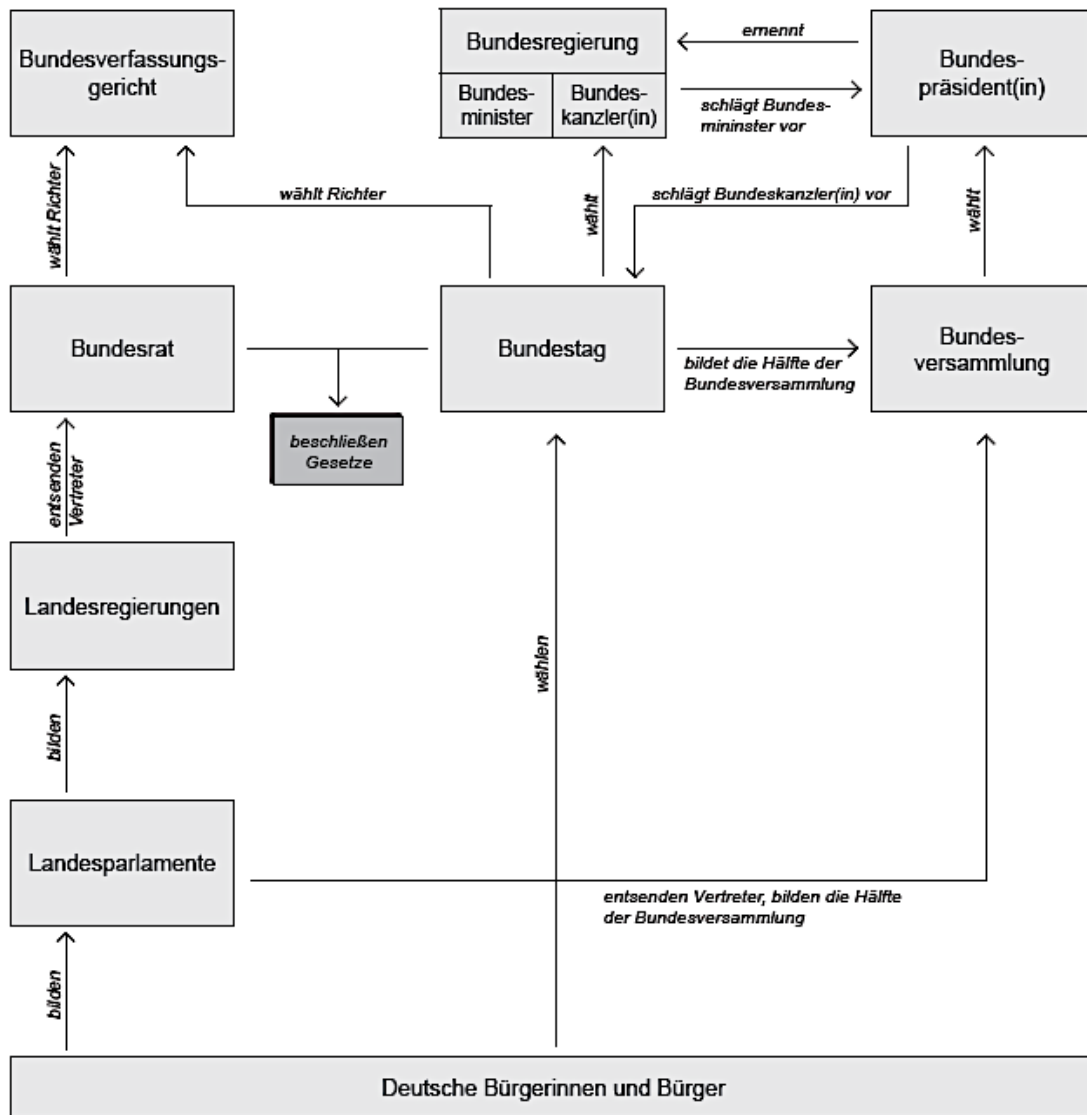 Bundesverfassungs-
gericht
Bundesregierung
Bundes-
minister
Bundes-
kanzler(in)
ernennt
schlägt Bundes-
mininster vor
Bundes-
präsident(in)
wählt Richter
wählt Richter
wählt
schlägt Bundeskanzler(in) vor
wählt
Bundesrat
Bundestag
bildet die Hälfte der
Bundesversammlung
Bundes-
versammlung
beschließen
Gesetze
entsenden
Vertreter
Landesregierungen
wählen
bilden
Landesparlamente
entsenden Vertreter, bilden die Hälfte
der Bundesversammlung
bilden
Deutsche Bürgerinnen und Bürger